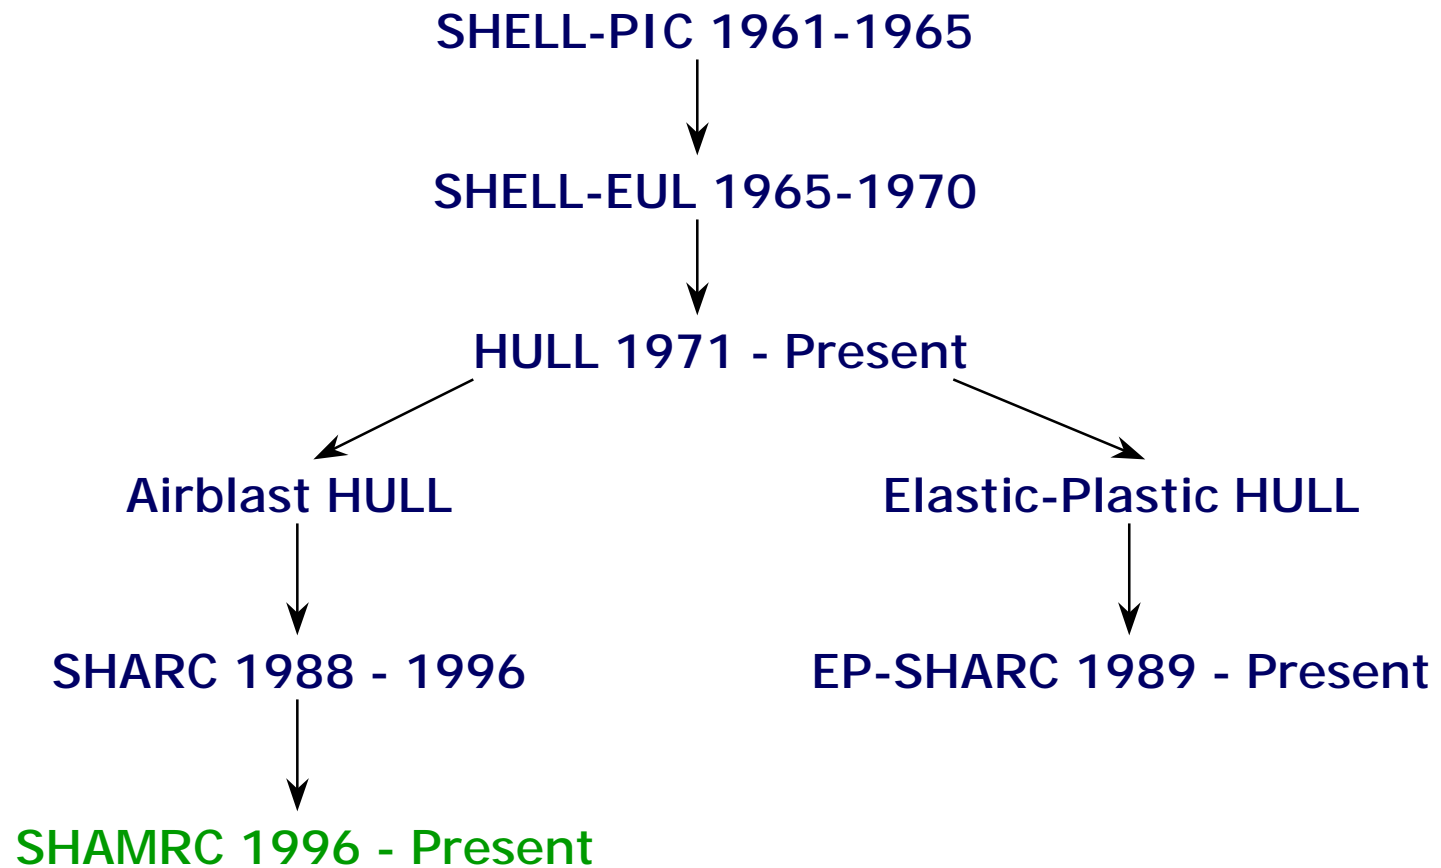 SHELL-PIC 1961-1965
SHELL-EUL 1965-1970
HULL 1971 - Present
Airblast HULL
Elastic-Plastic HULL
SHARC 1988 - 1996
EP-SHARC 1989 - Present
SHAMRC 1996 - Present